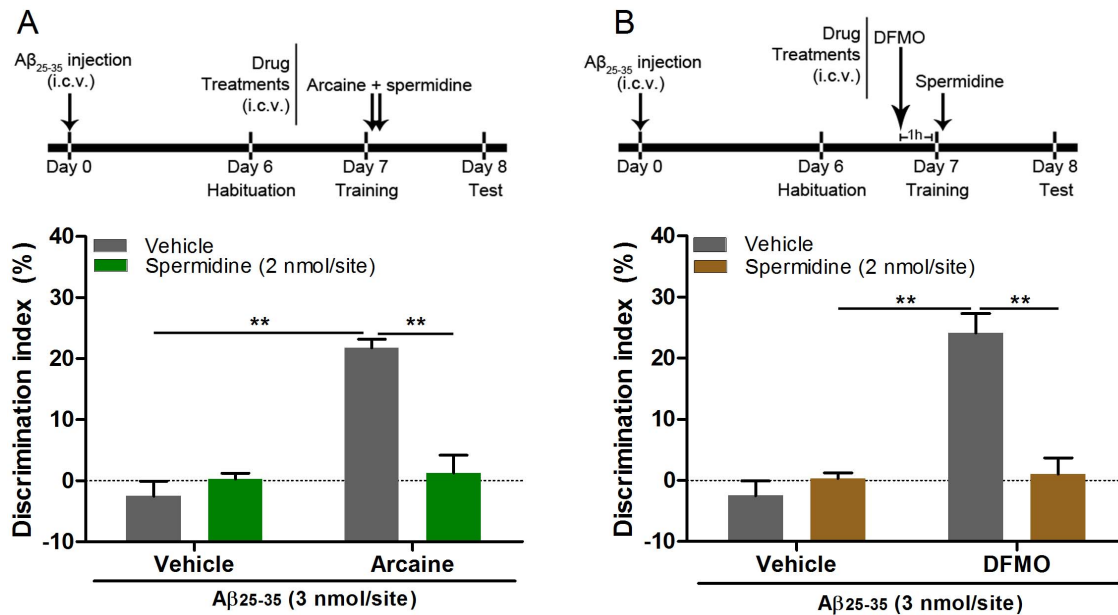 A
Aβ25-35 injection
(i.c.v.)
Drug
Treatments
(i.c.v.)
Arcaine + spermidine
Day 0
Day 6
Habituation
Day 7
Training
Day 8
Test
Discrimination index (%)
40
30
20
10
0
-10
Vehicle
Spermidine (2 nmol/site)
**
**
Vehicle
Arcaine
Aβ25-35 (3 nmol/site)
B
Aβ25-35 injection
(i.c.v.)
Drug
Treatments
(i.c.v.)
DFMO
Spermidine
1h
Day 0
Day 6
Habituation
Day 7
Training
Day 8
Test
Discrimination index (%)
40
30
20
10
0
-10
Vehicle
Spermidine (2 nmol/site)
**
**
Vehicle
DFMO
Aβ25-35 (3 nmol/site)